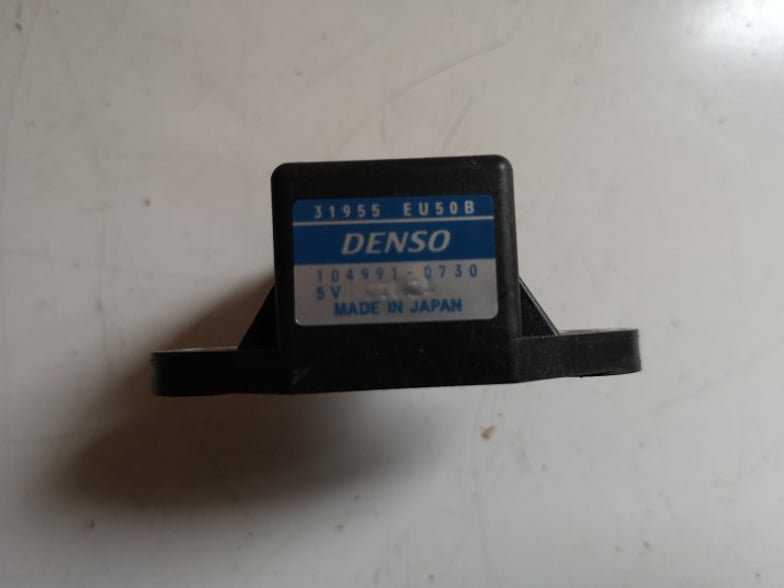 31955 EU50B
DENSO
104991-0730
5V
MADE IN JAPAN